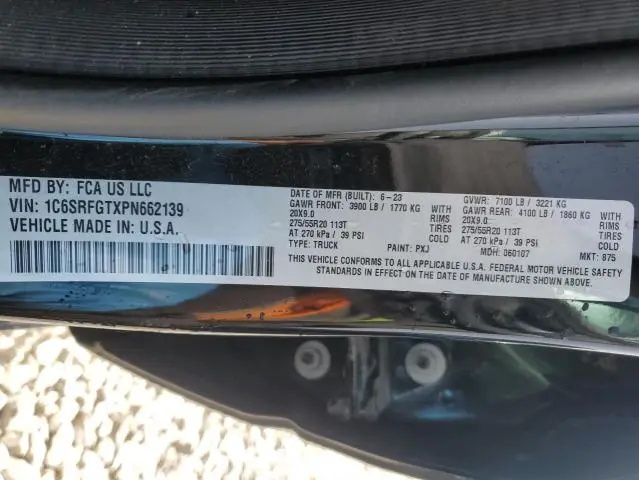 MFD BY: FCA US LLC
VIN: 1C6SRFGTXPN662139
VEHICLE MADE IN U.S.A.
DATE OF MFR (BUILT): 6-23
GAWR FRONT: 3900 LB / 1770 KG WITH
20X9.0 RIMS
275/55R20 113T TIRES
AT 270 kPa / 39 PSI COLD
TYPE: TRUCK PAINT: PXJ
GVWR: 7100 LB / 3221 KG
GAWR REAR: 4100 LB / 1860 KG WITH
20X9.0 RIMS
275/55R20 113T TIRES
AT 270 kPa / 39 PSI COLD
MDH: 060107 MKT: 875
THIS VEHICLE CONFORMS TO ALL APPLICABLE U.S.A. FEDERAL MOTOR VEHICLE SAFETY
STANDARDS IN EFFECT ON THE DATE OF MANUFACTURE SHOWN ABOVE.